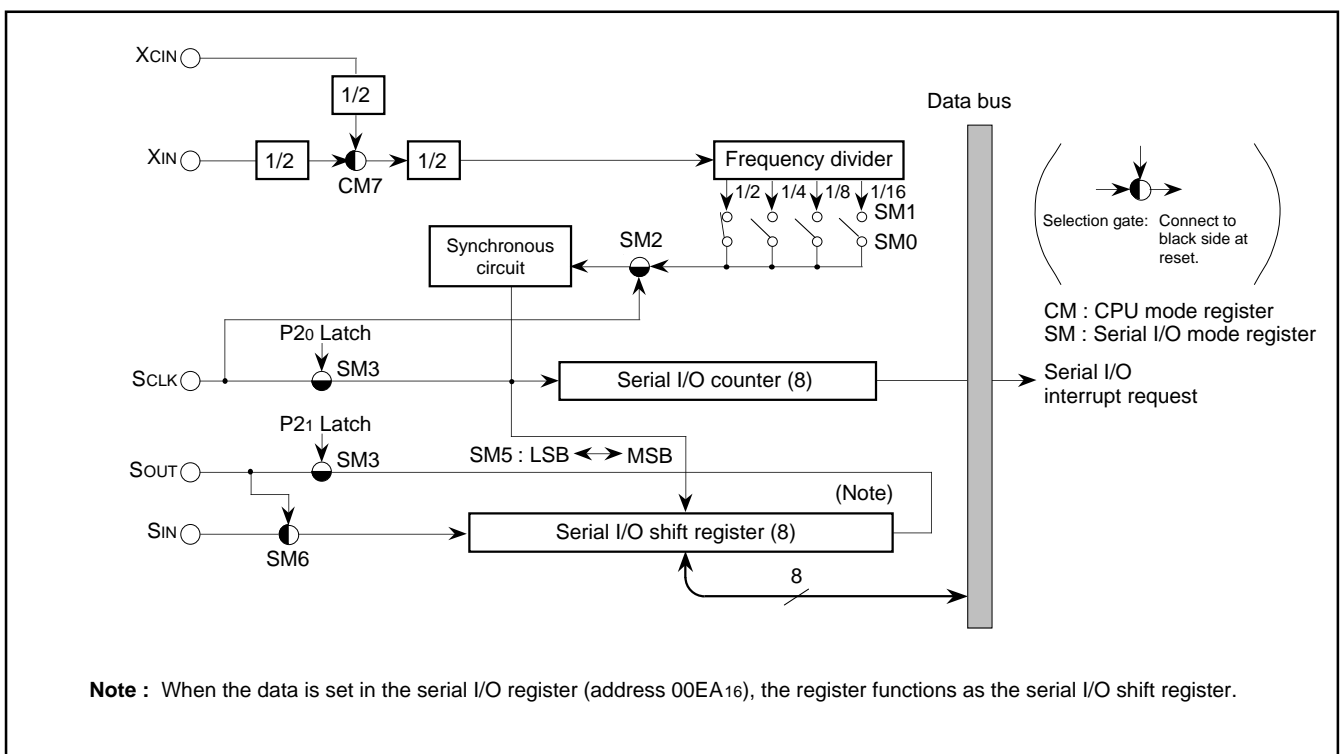 XCIN
1/2
Data bus
XIN
1/2
1/2
Frequency divider
CM7
1/2 1/4 1/8 1/16
SM1
SM0
SM2
Synchronous
circuit
Selection gate: Connect to
black side at
reset.
CM : CPU mode register
SM : Serial I/O mode register
P20 Latch
SM3
SCLK
Serial I/O counter (8)
Serial I/O
interrupt request
P21 Latch
SM3
SM5 : LSB MSB
SOUT
(Note)
SIN
Serial I/O shift register (8)
SM6
8
Note : When the data is set in the serial I/O register (address 00EA16), the register functions as the serial I/O shift register.